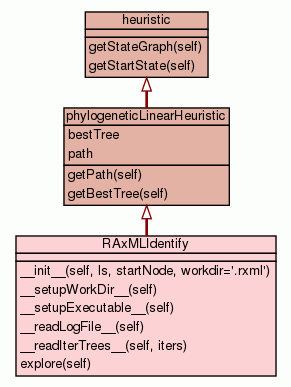 heuristic
getStateGraph(self)
getStartState(self)
phylogeneticLinearHeuristic
bestTree
path
getPath(self)
getBestTree(self)
RAxMLIdentify
__init__(self, ls, startNode, workdir='.rxml')
__setupWorkDir__(self)
__setupExecutable__(self)
__readLogFile__(self)
__readIterTrees__(self, iters)
explore(self)